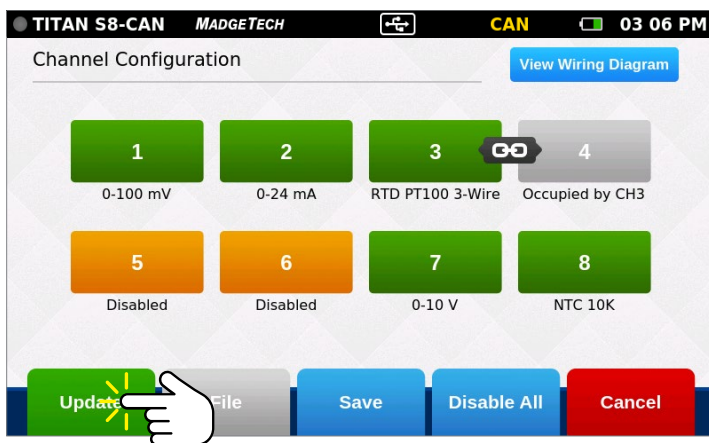 TITAN S8-CAN MADGETECH CAN 03 06 PM
Channel Configuration View Wiring Diagram
1 2 3 4
0-100 mV 0-24 mA RTD PT100 3-Wire Occupied by CH3
5 6 7 8
Disabled Disabled 0-10 V NTC 10K
Update File Save Disable All Cancel